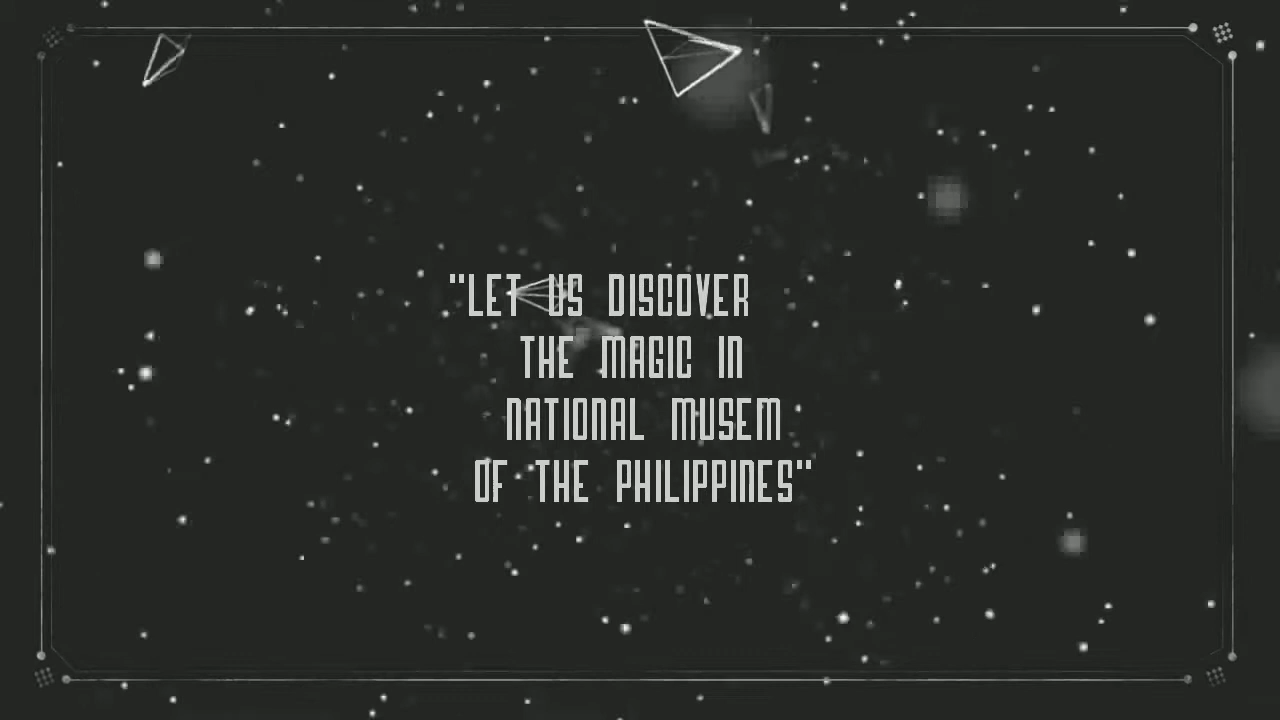 "LET US DISCOVER
THE MAGIC IN
NATIONAL MUSEM
OF THE PHILIPPINES"